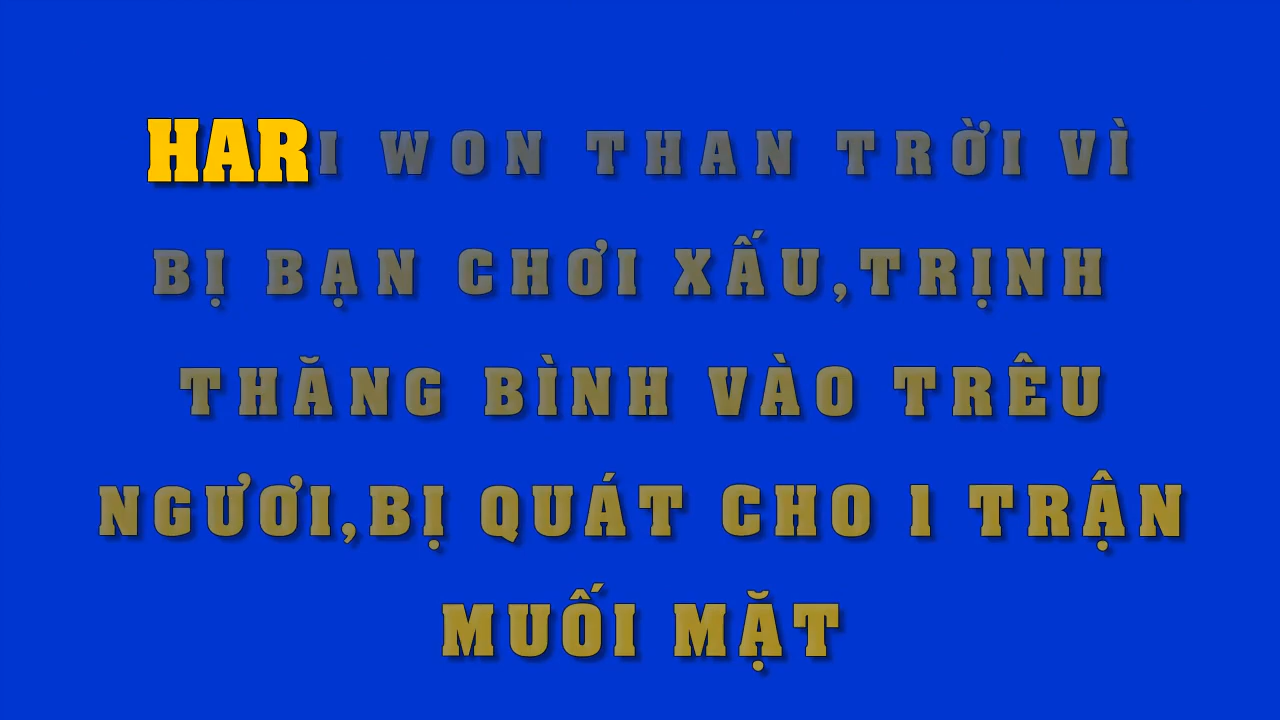 HARI WON THAN TRỜI VÌ
BỊ BẠN CHƠI XẤU,TRỊNH
THĂNG BÌNH VÀO TRÊU
NGƯƠI,BỊ QUÁT CHO 1 TRẬN
MUỐI MẶT